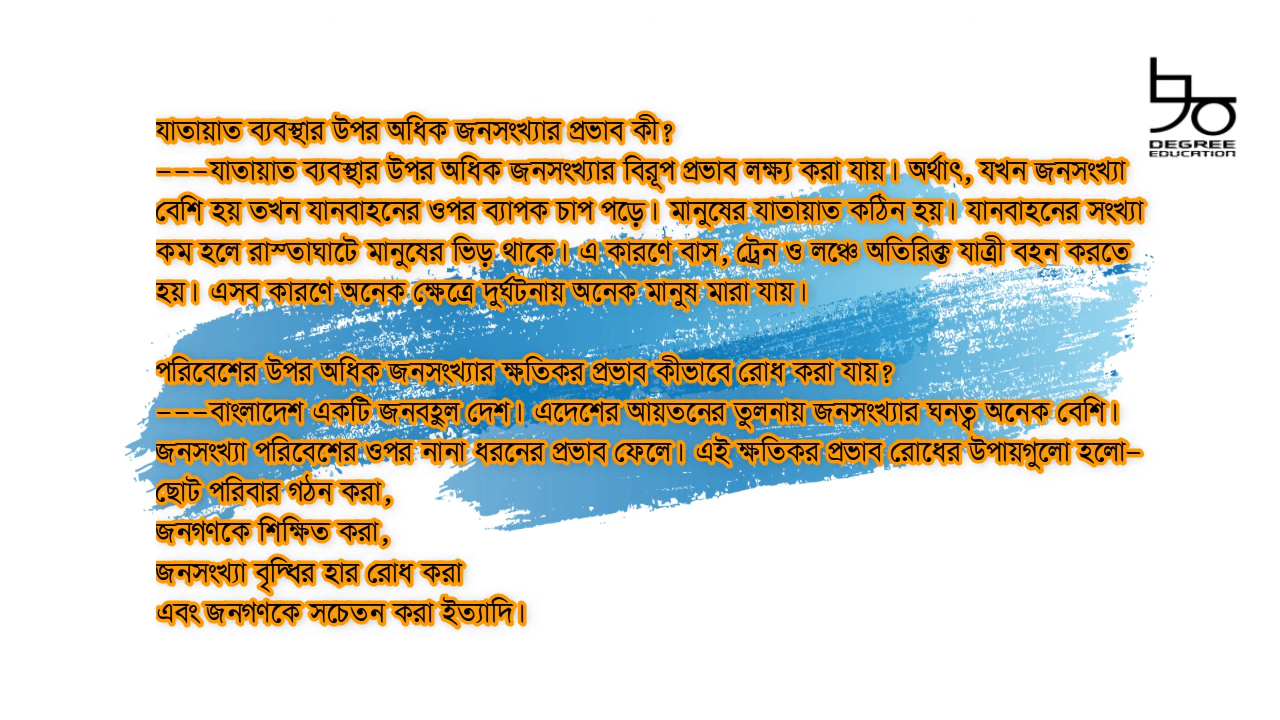 যাতায়াত ব্যবস্থার উপর অধিক জনসংখ্যার প্রভাব কী?
---যাতায়াত ব্যবস্থার উপর অধিক জনসংখ্যার বিরূপ প্রভাব লক্ষ্য করা যায়। অর্থাৎ, যখন জনসংখ্যা
বেশি হয় তখন যানবাহনের ওপর ব্যাপক চাপ পড়ে। মানুষের যাতায়াত কঠিন হয়। যানবাহনের সংখ্যা
কম হলে রাস্তাঘাটে মানুষের ভিড় থাকে। এ কারণে বাস, ট্রেন ও লঞ্চে অতিরিক্ত যাত্রী বহন করতে
হয়। এসব কারণে অনেক ক্ষেত্রে দুর্ঘটনায় অনেক মানুষ মারা যায়।
পরিবেশের উপর অধিক জনসংখ্যার ক্ষতিকর প্রভাব কীভাবে রোধ করা যায়?
---বাংলাদেশ একটি জনবহুল দেশ। এদেশের আয়তনের তুলনায় জনসংখ্যার ঘনত্ব অনেক বেশি।
জনসংখ্যা পরিবেশের ওপর নানা ধরনের প্রভাব ফেলে। এই ক্ষতিকর প্রভাব রোধের উপায়গুলো হলো-
ছোট পরিবার গঠন করা,
জনগণকে শিক্ষিত করা,
জনসংখ্যা বৃদ্ধির হার রোধ করা
এবং জনগণকে সচেতন করা ইত্যাদি।
DEGREE
EDUCATION